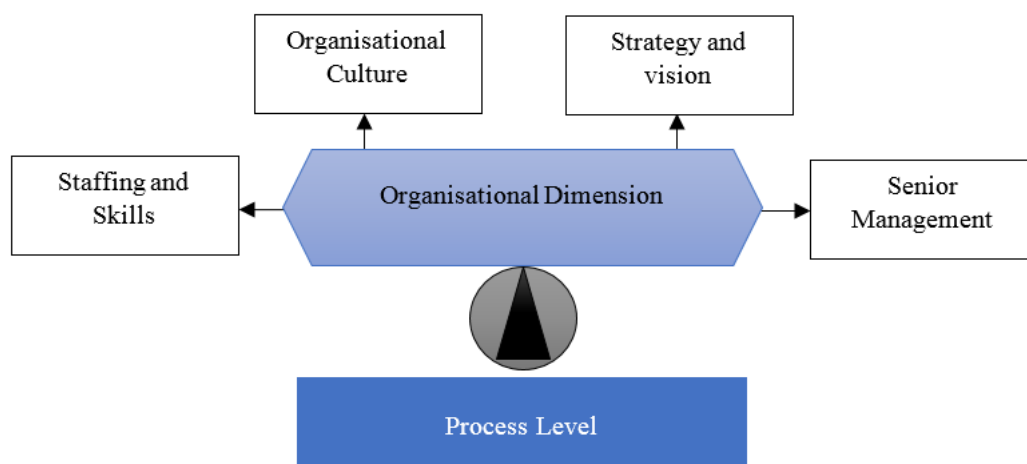 Organisational
Culture
Strategy and
vision
Staffing and
Skills
Organisational Dimension
Senior
Management
Process Level